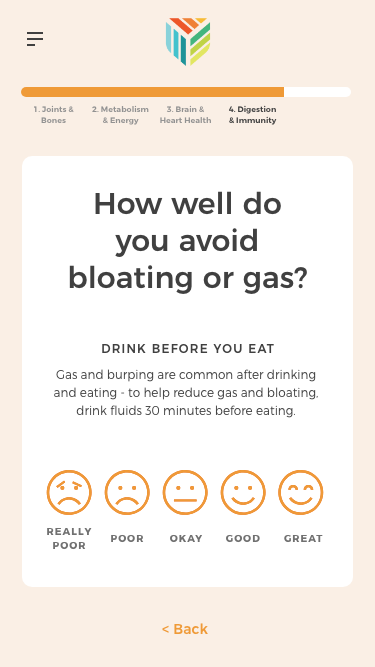 1. Joints & Bones
2. Metabolism & Energy
3. Brain & Heart Health
4. Digestion & Immunity
How well do
you avoid
bloating or gas?
DRINK BEFORE YOU EAT
Gas and burping are common after drinking
and eating - to help reduce gas and bloating,
drink fluids 30 minutes before eating.
REALLY POOR
POOR
OKAY
GOOD
GREAT
< Back